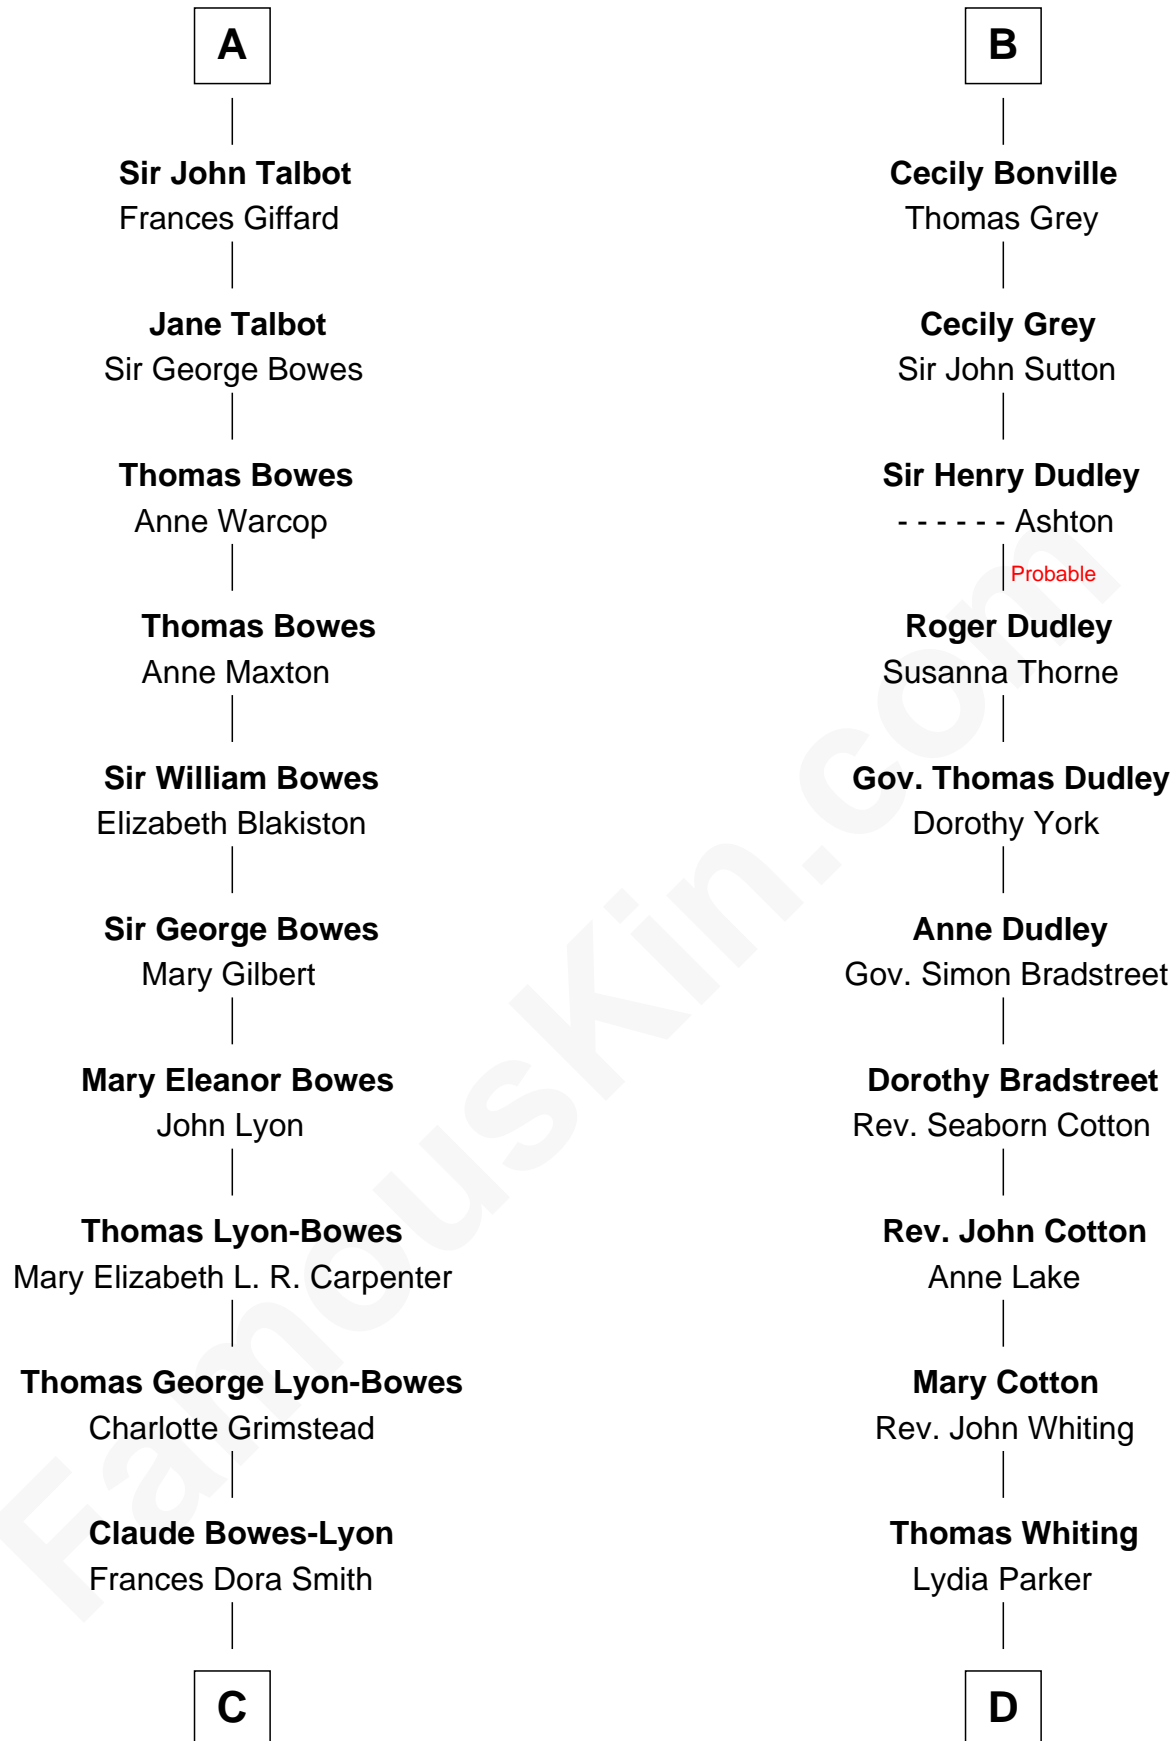 A
Sir John Talbot
Frances Giffard
Jane Talbot
Sir George Bowes
Thomas Bowes
Anne Warcop
Thomas Bowes
Anne Maxton
Sir William Bowes
Elizabeth Blakiston
Sir George Bowes
Mary Gilbert
Mary Eleanor Bowes
John Lyon
Thomas Lyon-Bowes
Mary Elizabeth L. R. Carpenter
Thomas George Lyon-Bowes
Charlotte Grimstead
Claude Bowes-Lyon
Frances Dora Smith
C
B
Cecily Bonville
Thomas Grey
Cecily Grey
Sir John Sutton
Sir Henry Dudley
- - - - - - Ashton
Probable
Roger Dudley
Susanna Thorne
Gov. Thomas Dudley
Dorothy York
Anne Dudley
Gov. Simon Bradstreet
Dorothy Bradstreet
Rev. Seaborn Cotton
Rev. John Cotton
Anne Lake
Mary Cotton
Rev. John Whiting
Thomas Whiting
Lydia Parker
D
FamousKin.com